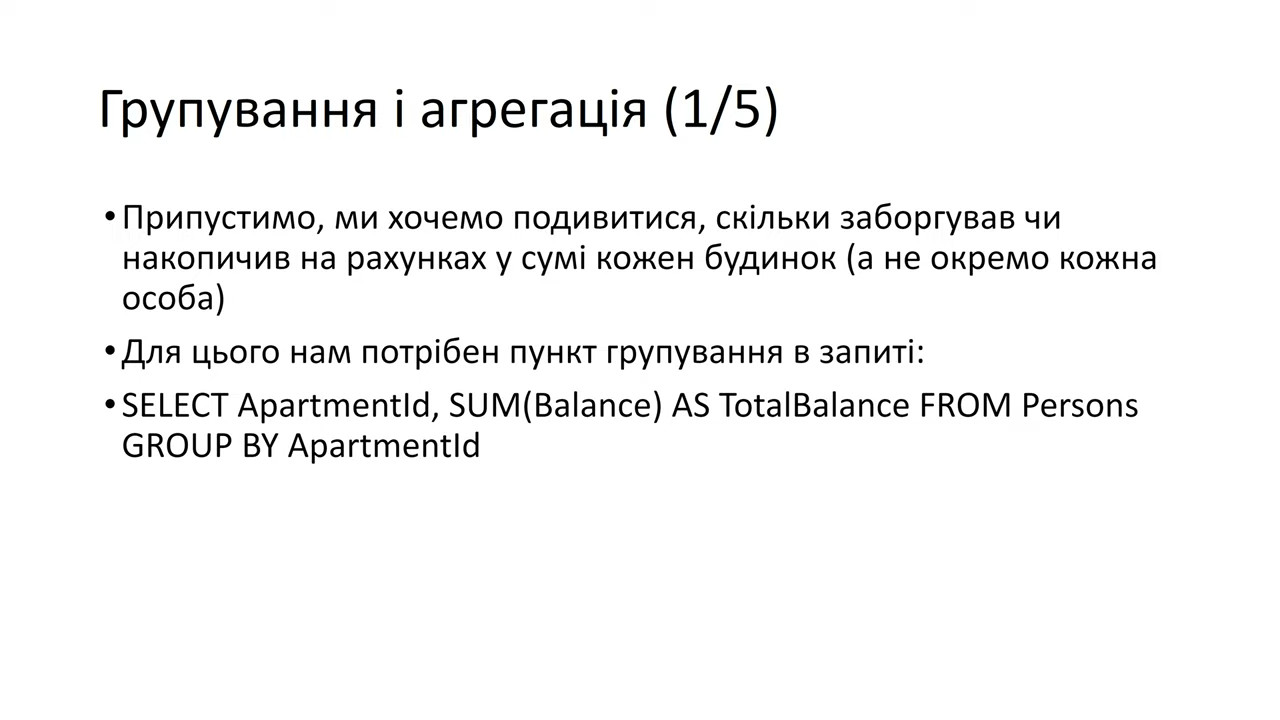 Групування і агрегація (1/5)
•Припустимо, ми хочемо подивитися, скільки заборгував чи
накопичив на рахунках у сумі кожен будинок (а не окремо кожна
особа)
•Для цього нам потрібен пункт групування в запиті:
•SELECT ApartmentId, SUM(Balance) AS TotalBalance FROM Persons
GROUP BY ApartmentId